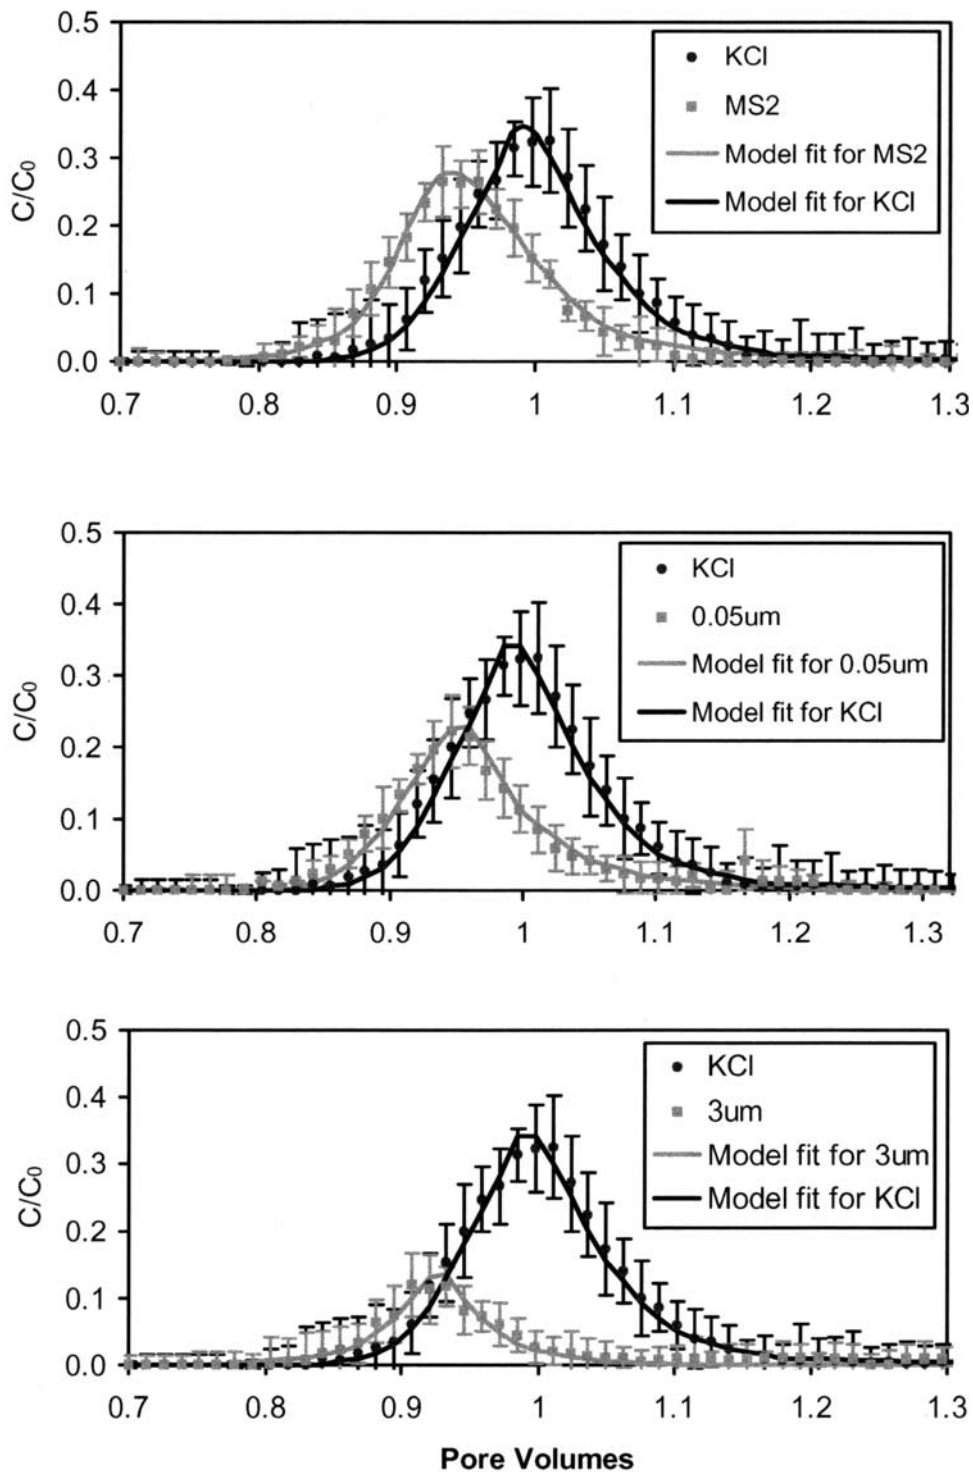 0.5
KCl
0.4
MS2
0.3
Model fit for MS2
C/C0
0.2
Model fit for KCl
0.1
0.0
0.7 0.8 0.9 1 1.1 1.2 1.3
0.5
KCl
0.4
0.05um
0.3
Model fit for 0.05um
C/C0
Model fit for KCl
0.2
0.1
0.0
0.7 0.8 0.9 1 1.1 1.2 1.3
0.5
KCl
0.4
3um
0.3
Model fit for 3um
C/C0
Model fit for KCl
0.2
0.1
0.0
0.7 0.8 0.9 1 1.1 1.2 1.3
Pore Volumes